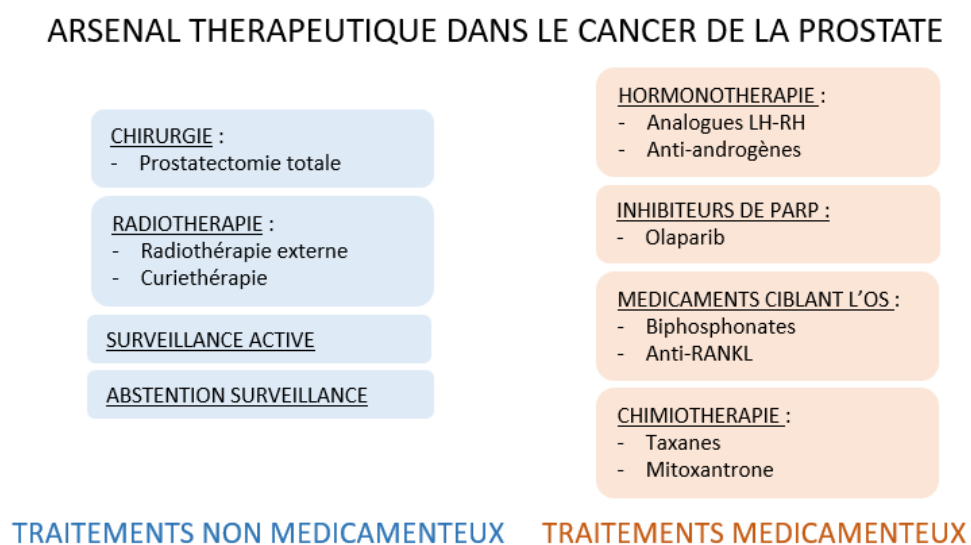 ARSENAL THERAPEUTIQUE DANS LE CANCER DE LA PROSTATE
CHIRURGIE :
- Prostatectomie totale
RADIOTHERAPIE :
- Radiothérapie externe
- Curiethérapie
SURVEILLANCE ACTIVE
ABSTENTION SURVEILLANCE
TRAITEMENTS NON MEDICAMENTEUX
HORMONOTHERAPIE :
- Analogues LH-RH
- Anti-androgènes
INHIBITEURS DE PARP :
- Olaparib
MEDICAMENTS CIBLANT L'OS :
- Biphosphonates
- Anti-RANKL
CHIMIOTHERAPIE :
- Taxanes
- Mitoxantrone
TRAITEMENTS MEDICAMENTEUX